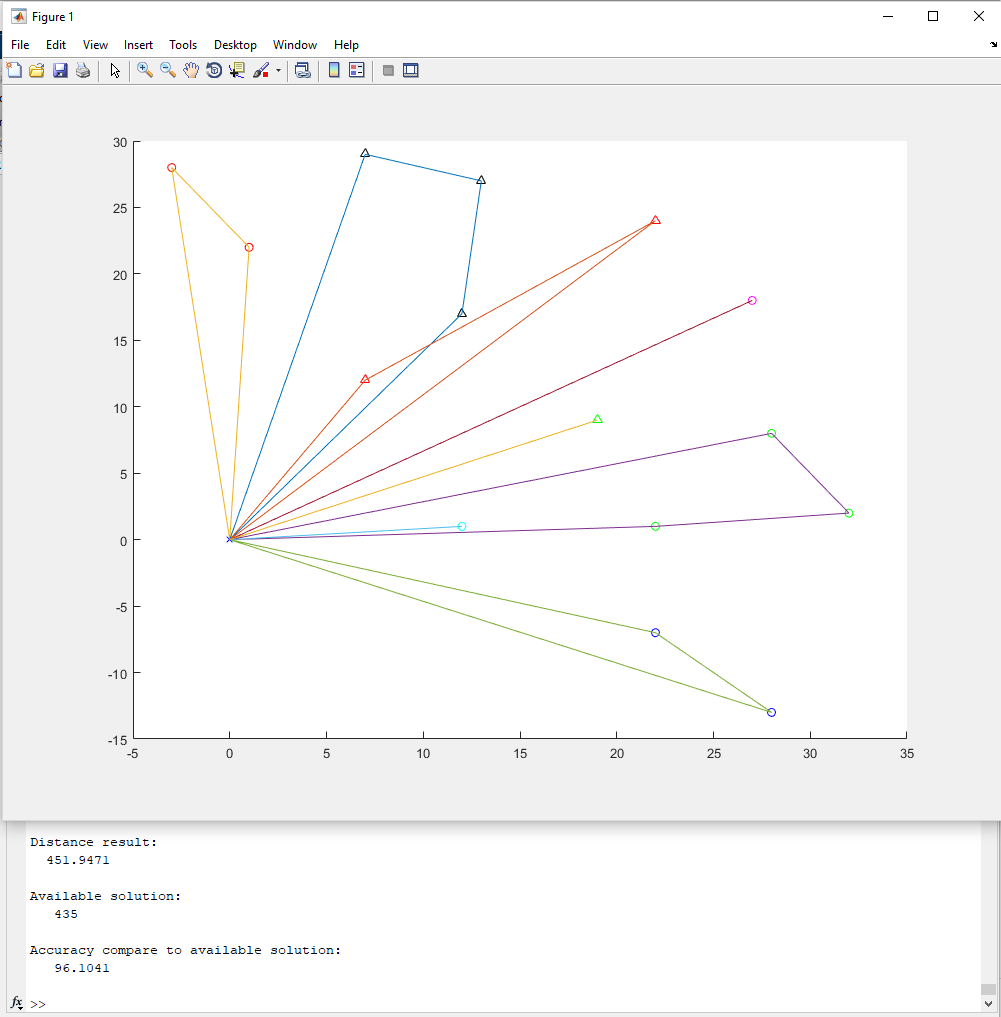 Figure 1
File Edit View Insert Tools Desktop Window Help
30
25
20
15
10
5
0
-5
-10
-15
-5 0 5 10 15 20 25 30 35
Distance result:
451.9471
Available solution:
435
Accuracy compare to available solution:
96.1041
fx >>